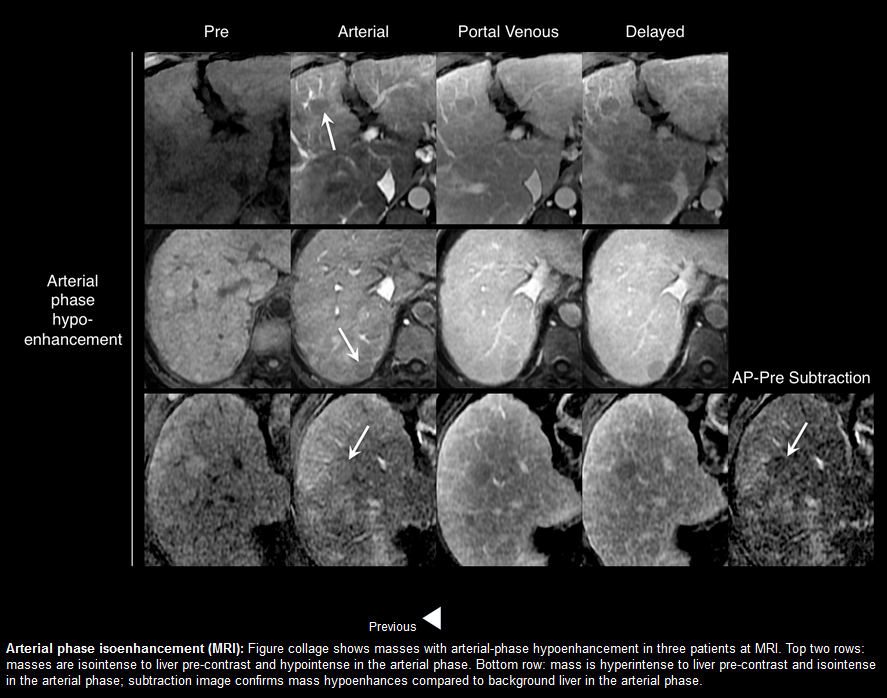 Pre Arterial Portal Venous Delayed
Arterial
phase
hypo-
enhancement
AP-Pre Subtraction
Previous
Arterial phase isoenhancement (MRI): Figure collage shows masses with arterial-phase hypoenhancement in three patients at MRI. Top two rows:
masses are isointense to liver pre-contrast and hypointense in the arterial phase. Bottom row: mass is hyperintense to liver pre-contrast and isointense
in the arterial phase; subtraction image confirms mass hypoenhances compared to background liver in the arterial phase.